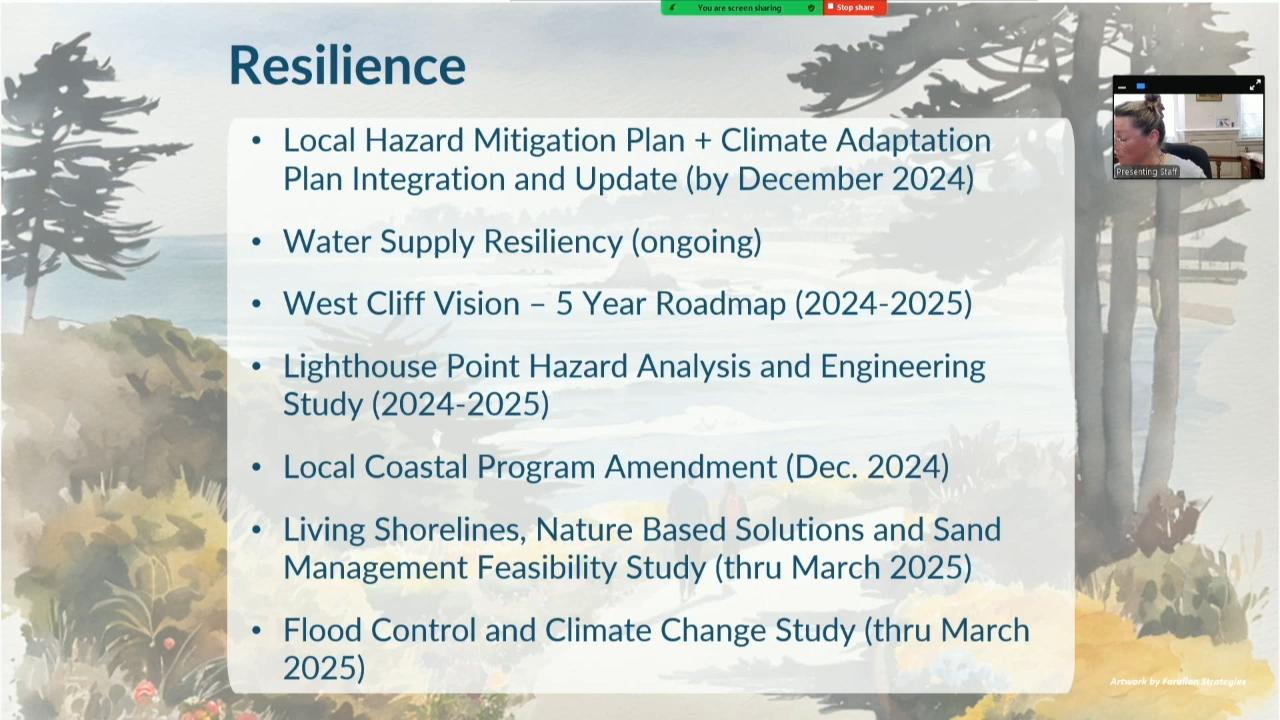 You are screen sharing
Stop share
Resilience
• Local Hazard Mitigation Plan + Climate Adaptation
Plan Integration and Update (by December 2024)
• Water Supply Resiliency (ongoing)
• West Cliff Vision – 5 Year Roadmap (2024-2025)
• Lighthouse Point Hazard Analysis and Engineering
Study (2024-2025)
• Local Coastal Program Amendment (Dec. 2024)
• Living Shorelines, Nature Based Solutions and Sand
Management Feasibility Study (thru March 2025)
• Flood Control and Climate Change Study (thru March
2025)
Presenting Staff
Artwork by Farallon Strategies